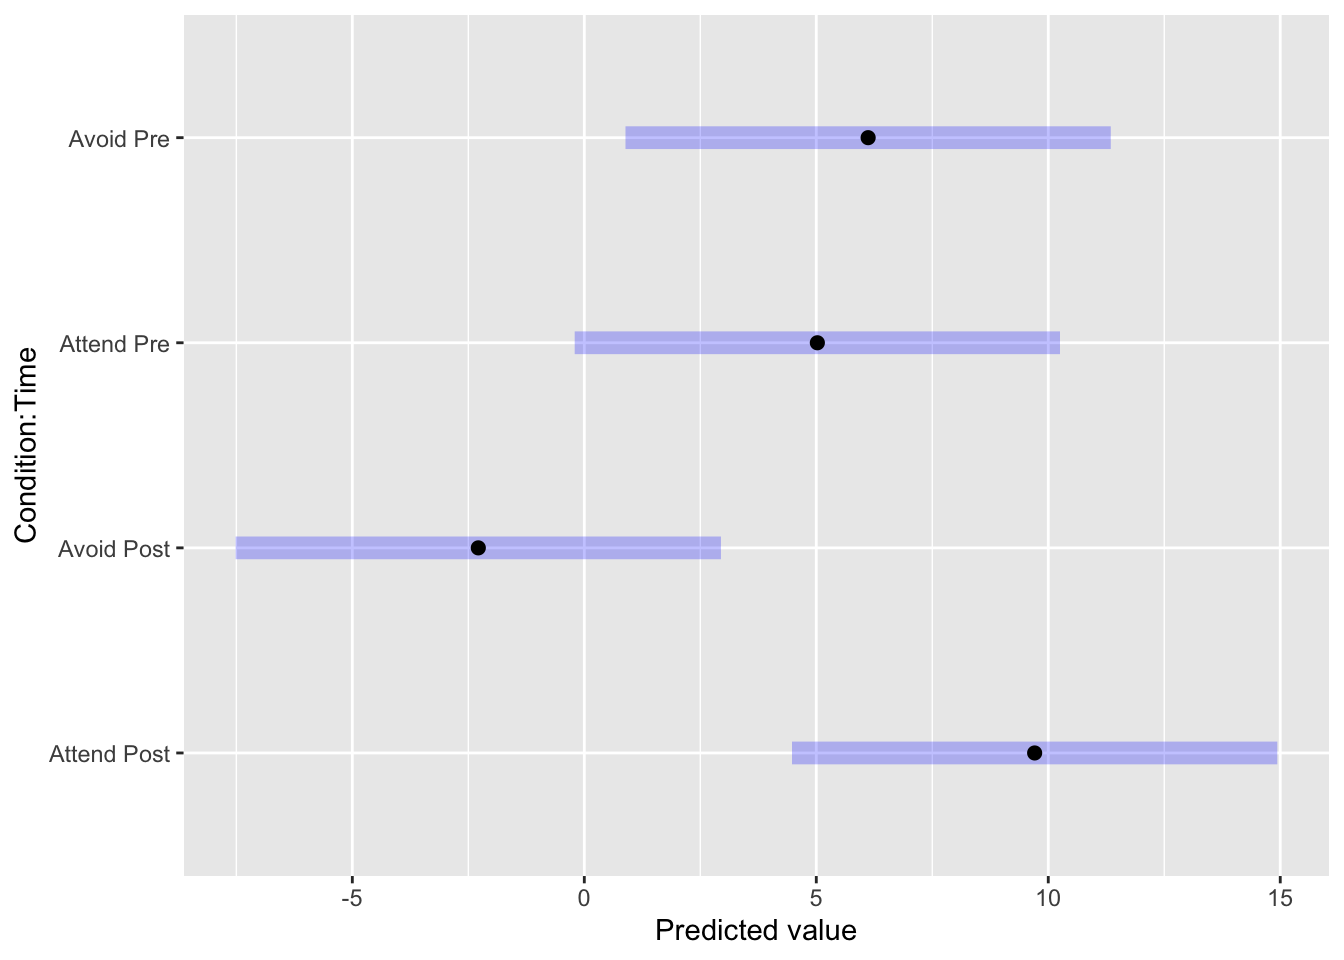 Condition:Time
Avoid Pre
Attend Pre
Avoid Post
Attend Post
-5 0 5 10 15
Predicted value